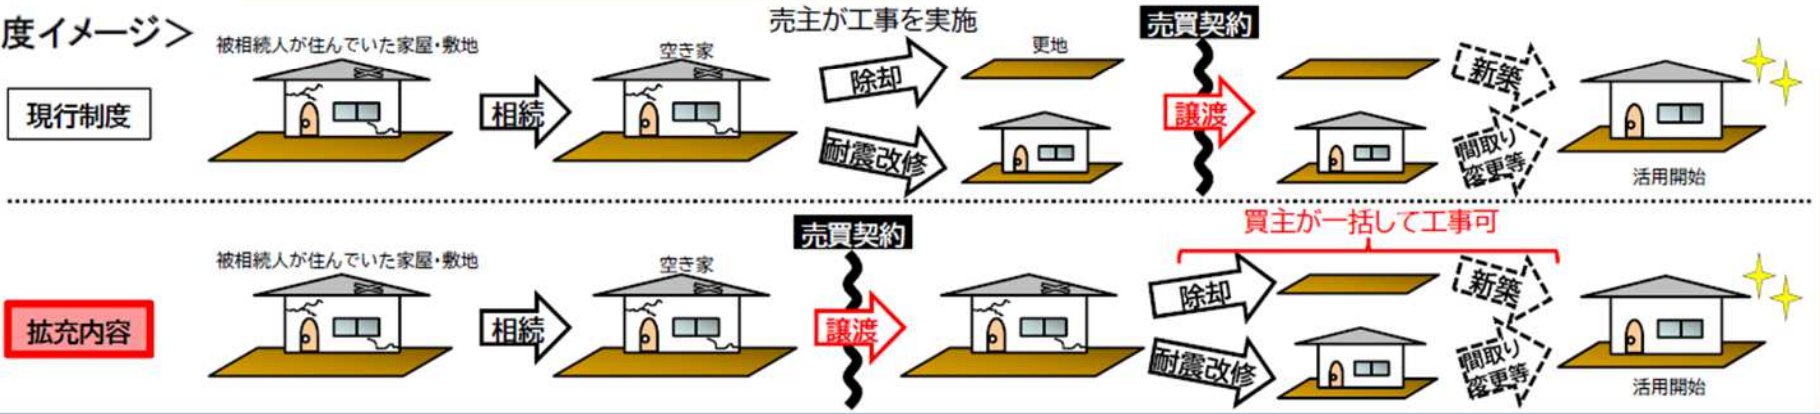 度イメージ＞
現行制度
被相続人が住んでいた家屋・敷地
相続
空き家
売主が工事を実施
除却
耐震改修
更地
売買契約
譲渡
新築
間取り
変更等
活用開始
拡充内容
被相続人が住んでいた家屋・敷地
相続
空き家
売買契約
譲渡
買主が一括して工事可
除却
耐震改修
新築
間取り
変更等
活用開始